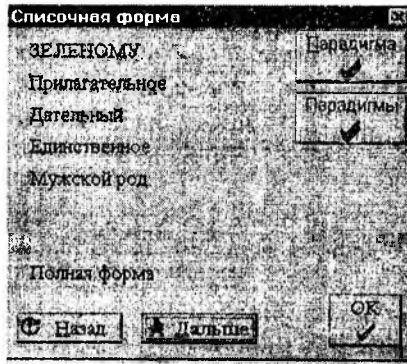 Списочная форма
ЗЕЛЕНОМУ
Парадигма
Прилагательное
Дательный
Парадигмы
Единственное
Мужской род
Полная форма
OK
Назад
Дальше